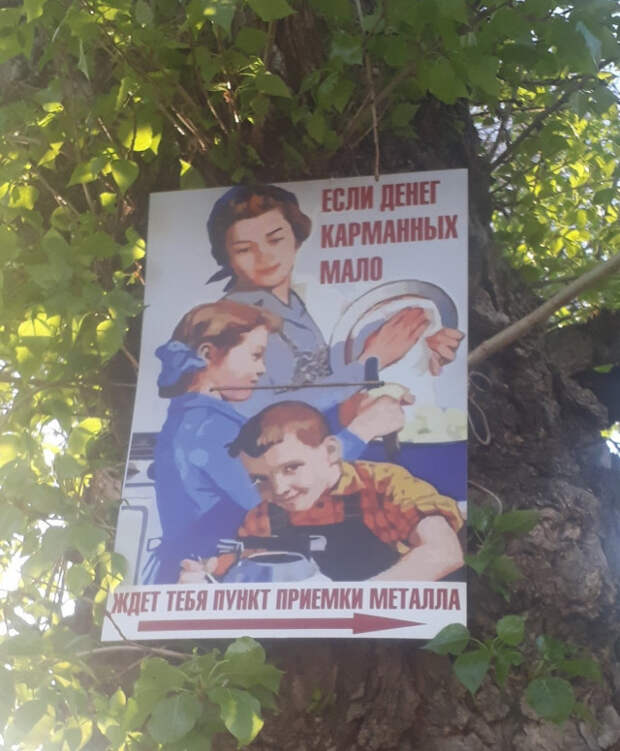 ЕСЛИ ДЕНЕГ
КАРМАННЫХ
МАЛО
ЖДЕТ ТЕБЯ ПУНКТ ПРИЕМКИ МЕТАЛЛА